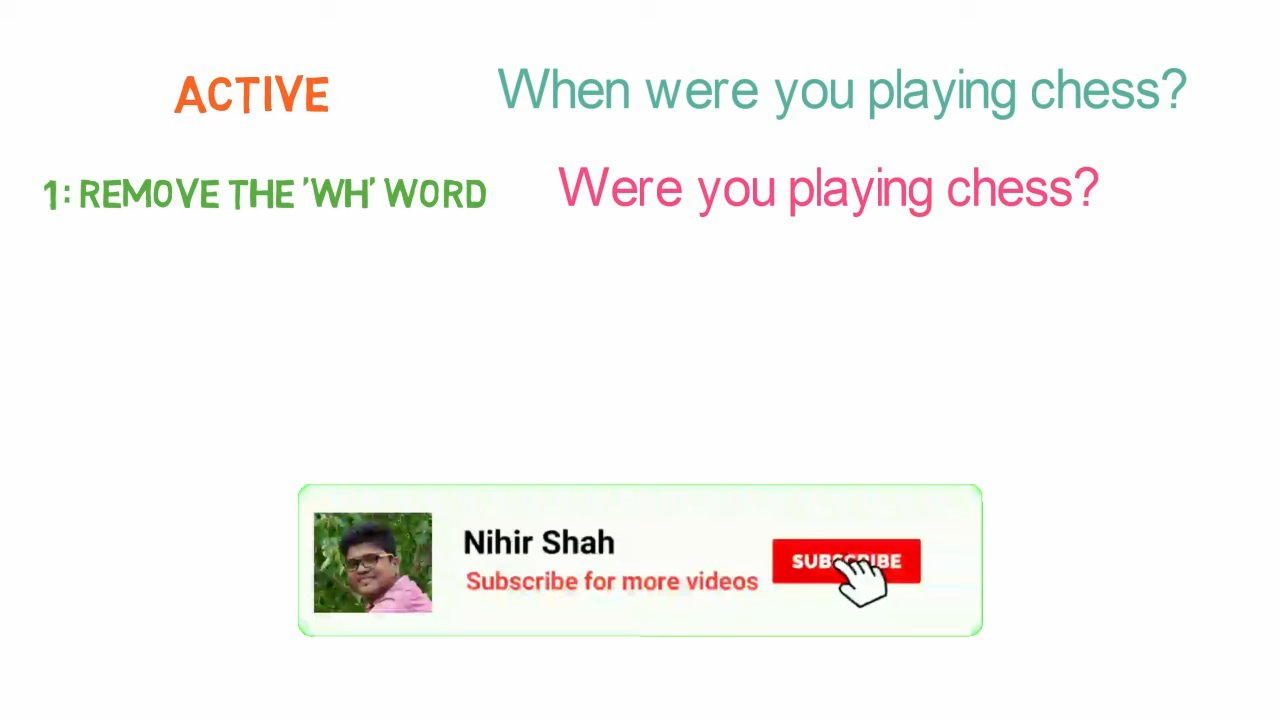 ACTIVE When were you playing chess?
1: REMOVE THE 'WH' WORD Were you playing chess?
Nihir Shah
Subscribe for more videos
SUBSCRIBE